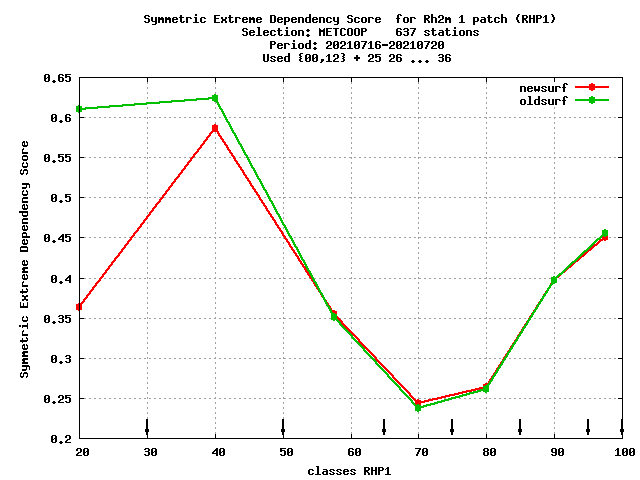 Symmetric Extreme Dependency Score  for Rh2m 1 patch (RHP1)
Selection: METCOOP    637 stations
Period: 20210716-20210720
Used {00,12} + 25 26 ... 36
newsurf
oldsurf
0.65
0.6
0.55
0.5
0.45
0.4
0.35
0.3
0.25
0.2
Symmetric Extreme Dependency Score
20 30 40 50 60 70 80 90 100
classes RHP1